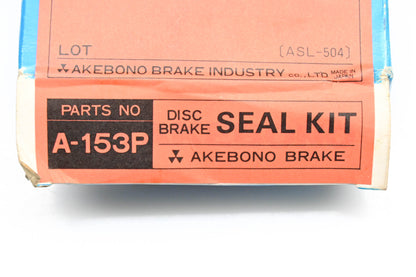 LOT (ASL-504)
AKEBONO BRAKE INDUSTRY CO., LTD MADE IN JAPAN
PARTS NO
A-153P
DISC BRAKE SEAL KIT
AKEBONO BRAKE